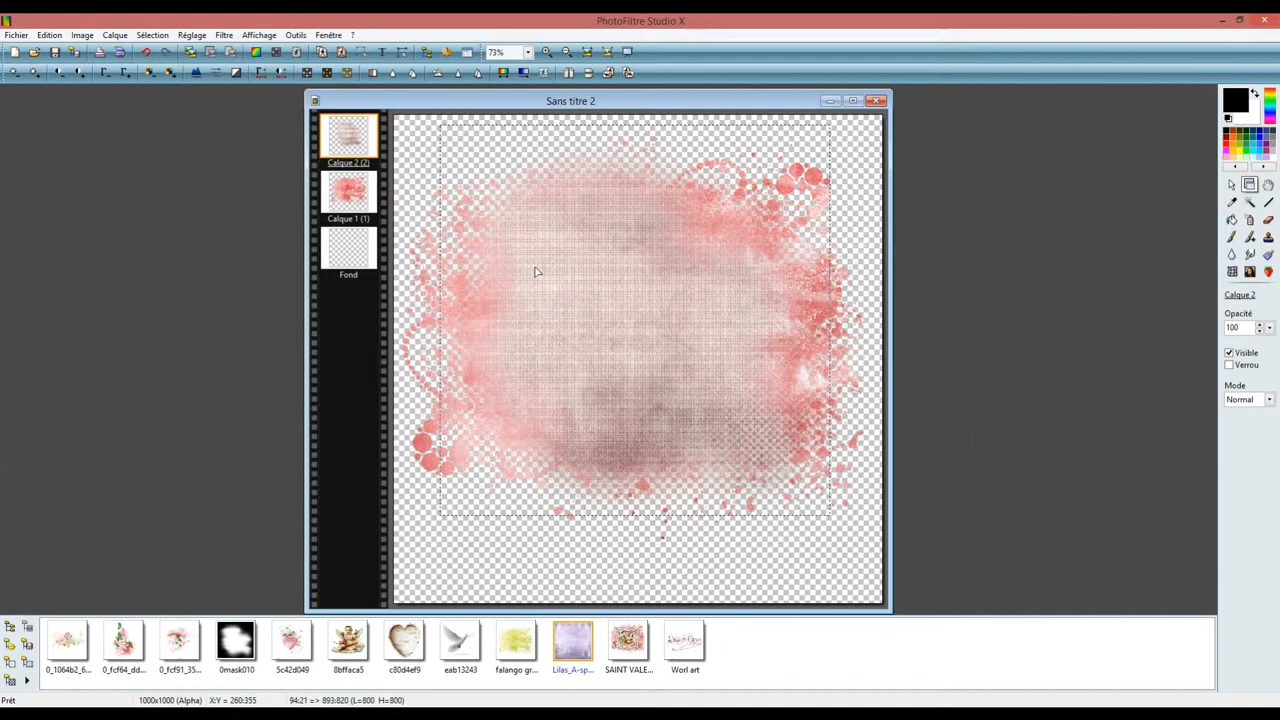 PhotoFiltre Studio X
Fichier Edition Image Calque Sélection Réglage Filtre Affichage Outils Fenêtre ?
73%
Sans titre 2
Calque 2 (2)
Calque 1 (1)
Fond
Calque 2
Opacité
100
Visible
Verrou
Mode
Normal
0_1064b2_6... 0_fcf64_dd... 0_fcf91_35... 0mask010 5c42d049 8bffaca5 c80d4ef9 eab13243 falango gr... Lilas_A-sp... SAINT VALE... Worl art
Prêt 1000x1000 (Alpha) X:Y = 260:355 94:21 => 893:820 (L=800 H=800)